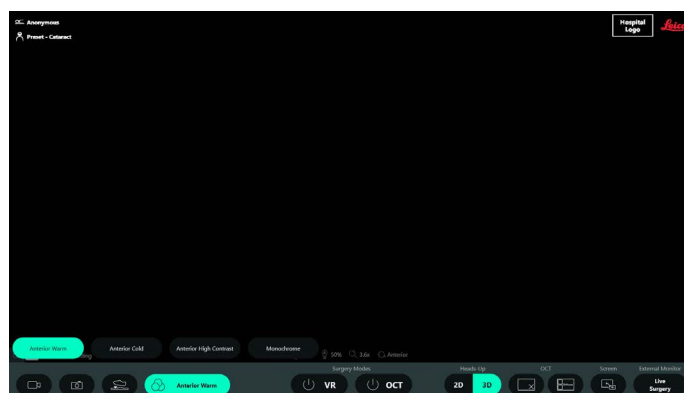 Anonymous
Hospital
Logo
Leica
Preset - Cataract
Anterior Warm
Anterior Cold
Anterior High Contrast
Monochrome
50%
3.6x
Anterior
Surgery Modes
Heads-Up
OCT
Screen
External Monitor
Anterior Warm
VR
OCT
2D
3D
Live
Surgery